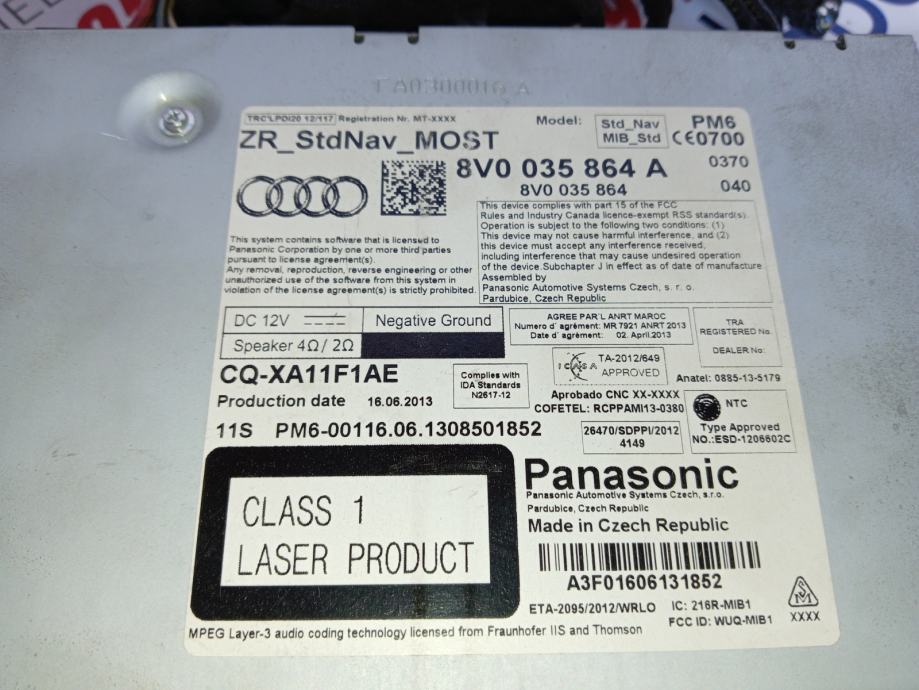 TA0300016 A
TRC'LPDI20 12/117 Registration Nr. MT-XXXX
Model: Std_Nav MIB_Std
PM6
CE0700
ZR_StdNav_MOST
8V0 035 864 A
0370
8V0 035 864
040
This device complies with part 15 of the FCC
Rules and Industry Canada licence-exempt RSS standard(s).
Operation is subject to the following two conditions: (1)
This device may not cause harmful interference, and (2)
this device must accept any interference received,
including interference that may cause undesired operation
of the device.Subchapter J in effect as of date of manufacture
Assembled by
Panasonic Automotive Systems Czech, s. r. o.
Pardubice, Czech Republic
This system contains software that is licensed to
Panasonic Corporation by one or more third parties
pursuant to license agreement(s).
Any removal, reproduction, reverse engineering or other
unauthorized use of the software from this system in
violation of the license agreement(s) is strictly prohibited.
DC 12V
Negative Ground
Speaker 4Ω/ 2Ω
AGREE PAR'L ANRT MAROC
Numero d' agrément: MR 7921 ANRT 2013
Date d' agrément: 02. April.2013
TRA
REGISTERED No.
DEALER No:
CQ-XA11F1AE
Production date 16.06.2013
Complies with
IDA Standards
N2617-12
ICASA
TA-2012/649
APPROVED
Anatel: 0885-13-5179
Aprobado CNC XX-XXXX
COFETEL: RCPPAMI13-0380
NTC
Type Approved
NO.:ESD-1206602C
11S PM6-00116.06.1308501852
26470/SDPPI/2012
4149
CLASS 1
LASER PRODUCT
Panasonic
Panasonic Automotive Systems Czech, s.r.o.
Pardubice, Czech Republic
Made in Czech Republic
A3F01606131852
ETA-2095/2012/WRLO
IC: 216R-MIB1
FCC ID: WUQ-MIB1
XXXX
MPEG Layer-3 audio coding technology licensed from Fraunhofer IIS and Thomson